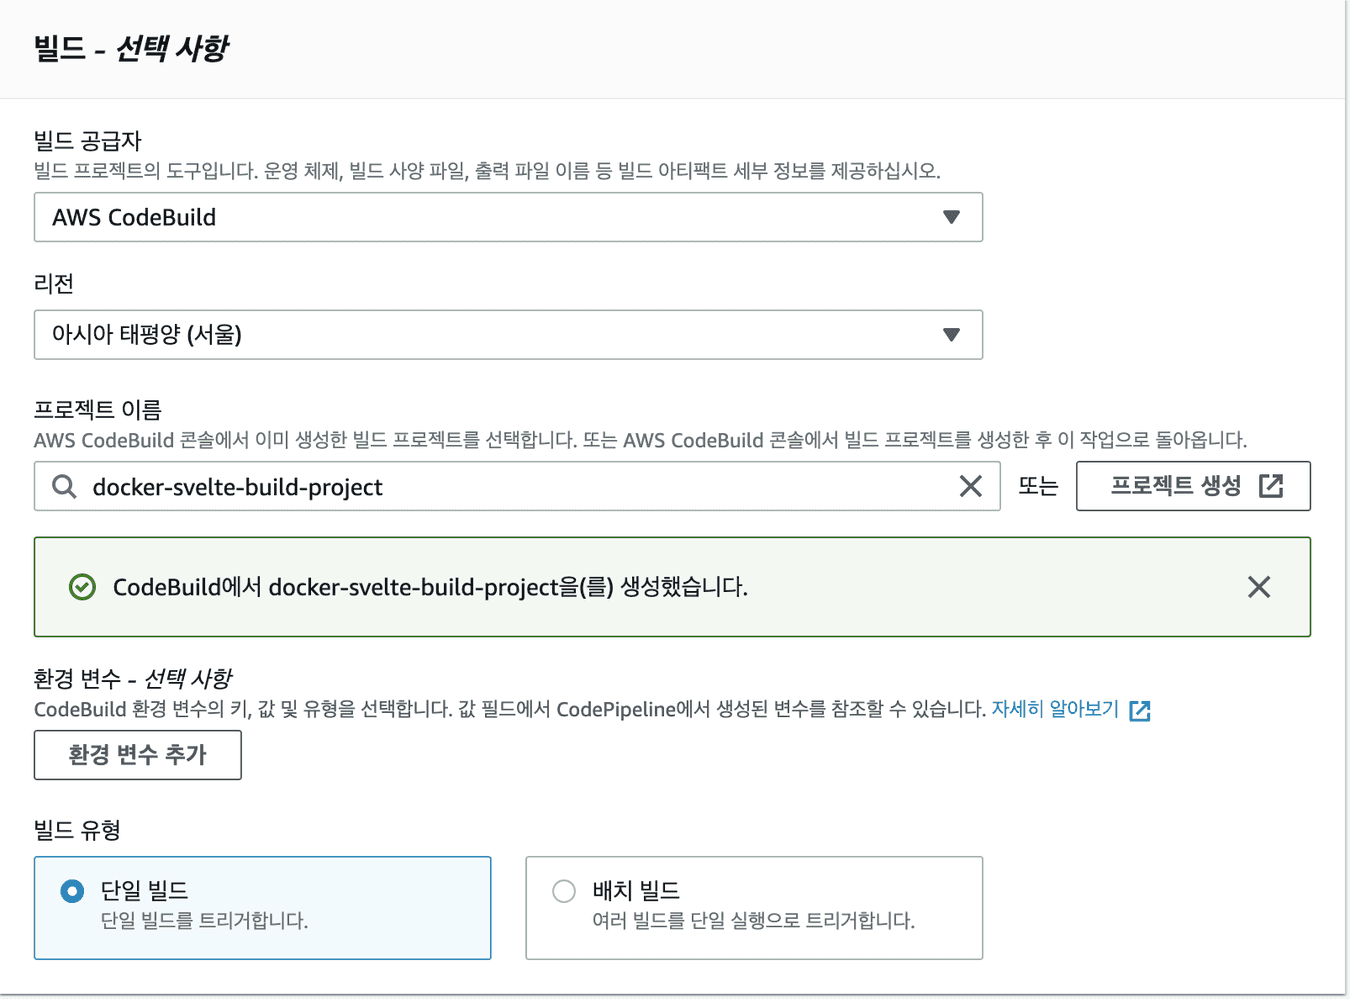 빌드 - 선택 사항
빌드 공급자
빌드 프로젝트의 도구입니다. 운영 체제, 빌드 사양 파일, 출력 파일 이름 등 빌드 아티팩트 세부 정보를 제공하십시오.
AWS CodeBuild
리전
아시아 태평양 (서울)
프로젝트 이름
AWS CodeBuild 콘솔에서 이미 생성한 빌드 프로젝트를 선택합니다. 또는 AWS CodeBuild 콘솔에서 빌드 프로젝트를 생성한 후 이 작업으로 돌아옵니다.
docker-svelte-build-project 또는 프로젝트 생성
CodeBuild에서 docker-svelte-build-project을(를) 생성했습니다.
환경 변수 - 선택 사항
CodeBuild 환경 변수의 키, 값 및 유형을 선택합니다. 값 필드에서 CodePipeline에서 생성된 변수를 참조할 수 있습니다. 자세히 알아보기
환경 변수 추가
빌드 유형
단일 빌드
단일 빌드를 트리거합니다.
배치 빌드
여러 빌드를 단일 실행으로 트리거합니다.